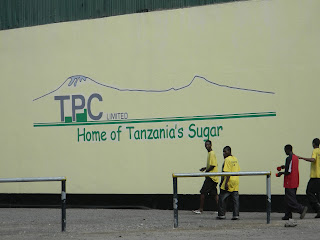 TPC LIMITED
Home of Tanzania's Sugar